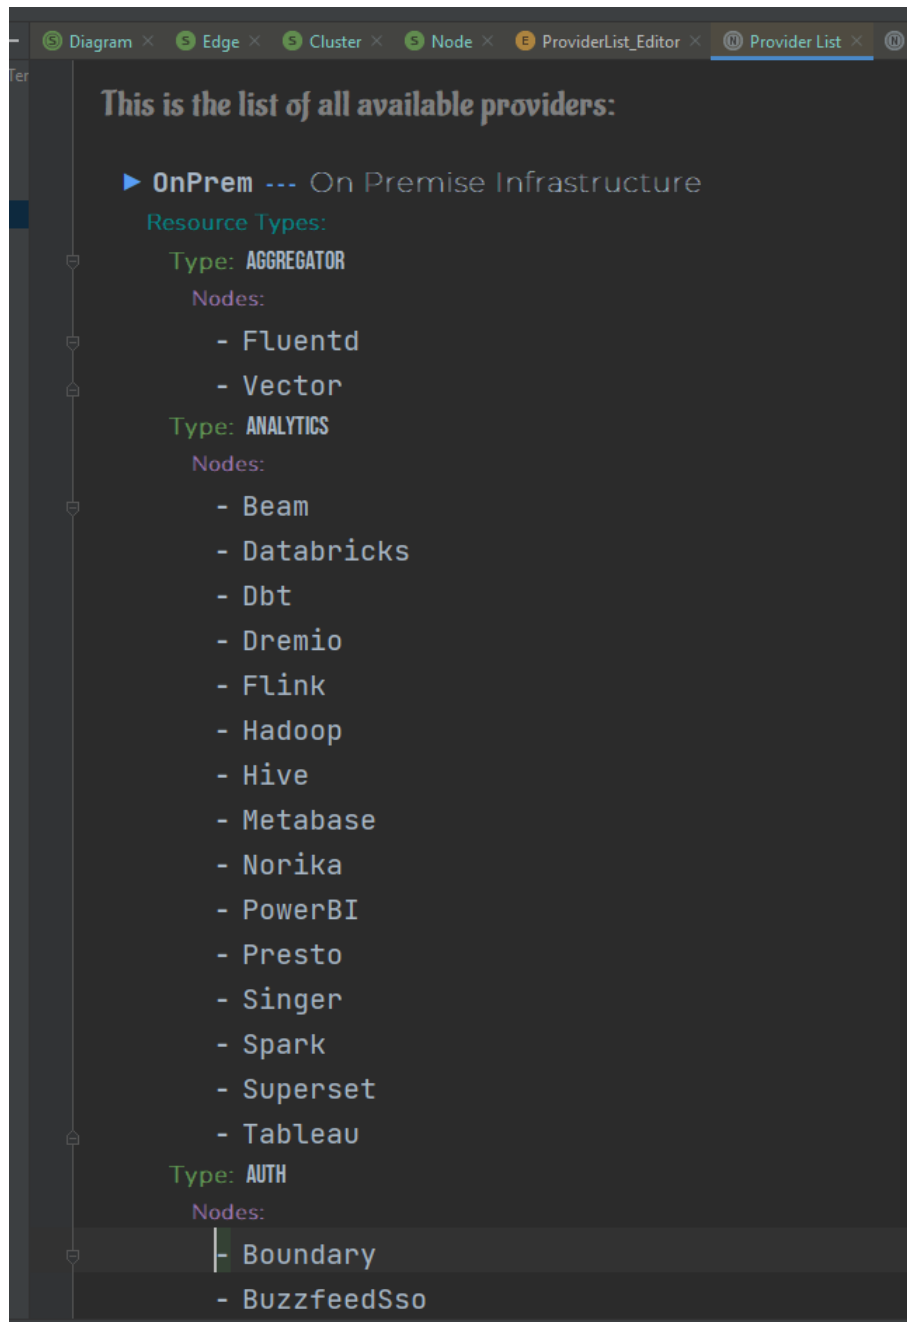 Diagram Edge Cluster Node ProviderList_Editor Provider List
Ter
This is the list of all available providers:
OnPrem --- On Premise Infrastructure
Resource Types:
Type: AGGREGATOR
Nodes:
- Fluentd
- Vector
Type: ANALYTICS
Nodes:
- Beam
- Databricks
- Dbt
- Dremio
- Flink
- Hadoop
- Hive
- Metabase
- Norika
- PowerBI
- Presto
- Singer
- Spark
- Superset
- Tableau
Type: AUTH
Nodes:
- Boundary
- BuzzfeedSso